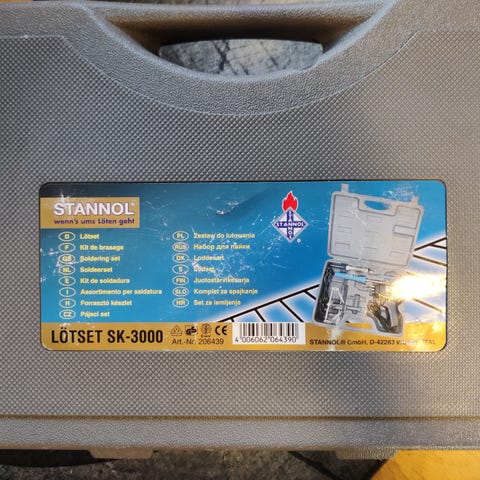 STANNOL®
wenn's ums Löten geht
D Lötset
F Kit de brasage
GB Soldering set
NL Soldeerset
E Kit de soldadura
I Assortimento per saldatura
H Forrasztó készlet
CZ Pájecí set
PL Zestaw do lutowania
RUS Набор для пайки
DK Loddesæt
S Lödset
FIN Juotostarvikesarja
SLO Komplet za spajkanje
HR Set za lemljenje
STANNOL
®
LÖTSET SK-3000
Art.-Nr. 206439
4 006062 064390
STANNOL® GmbH, D-42283